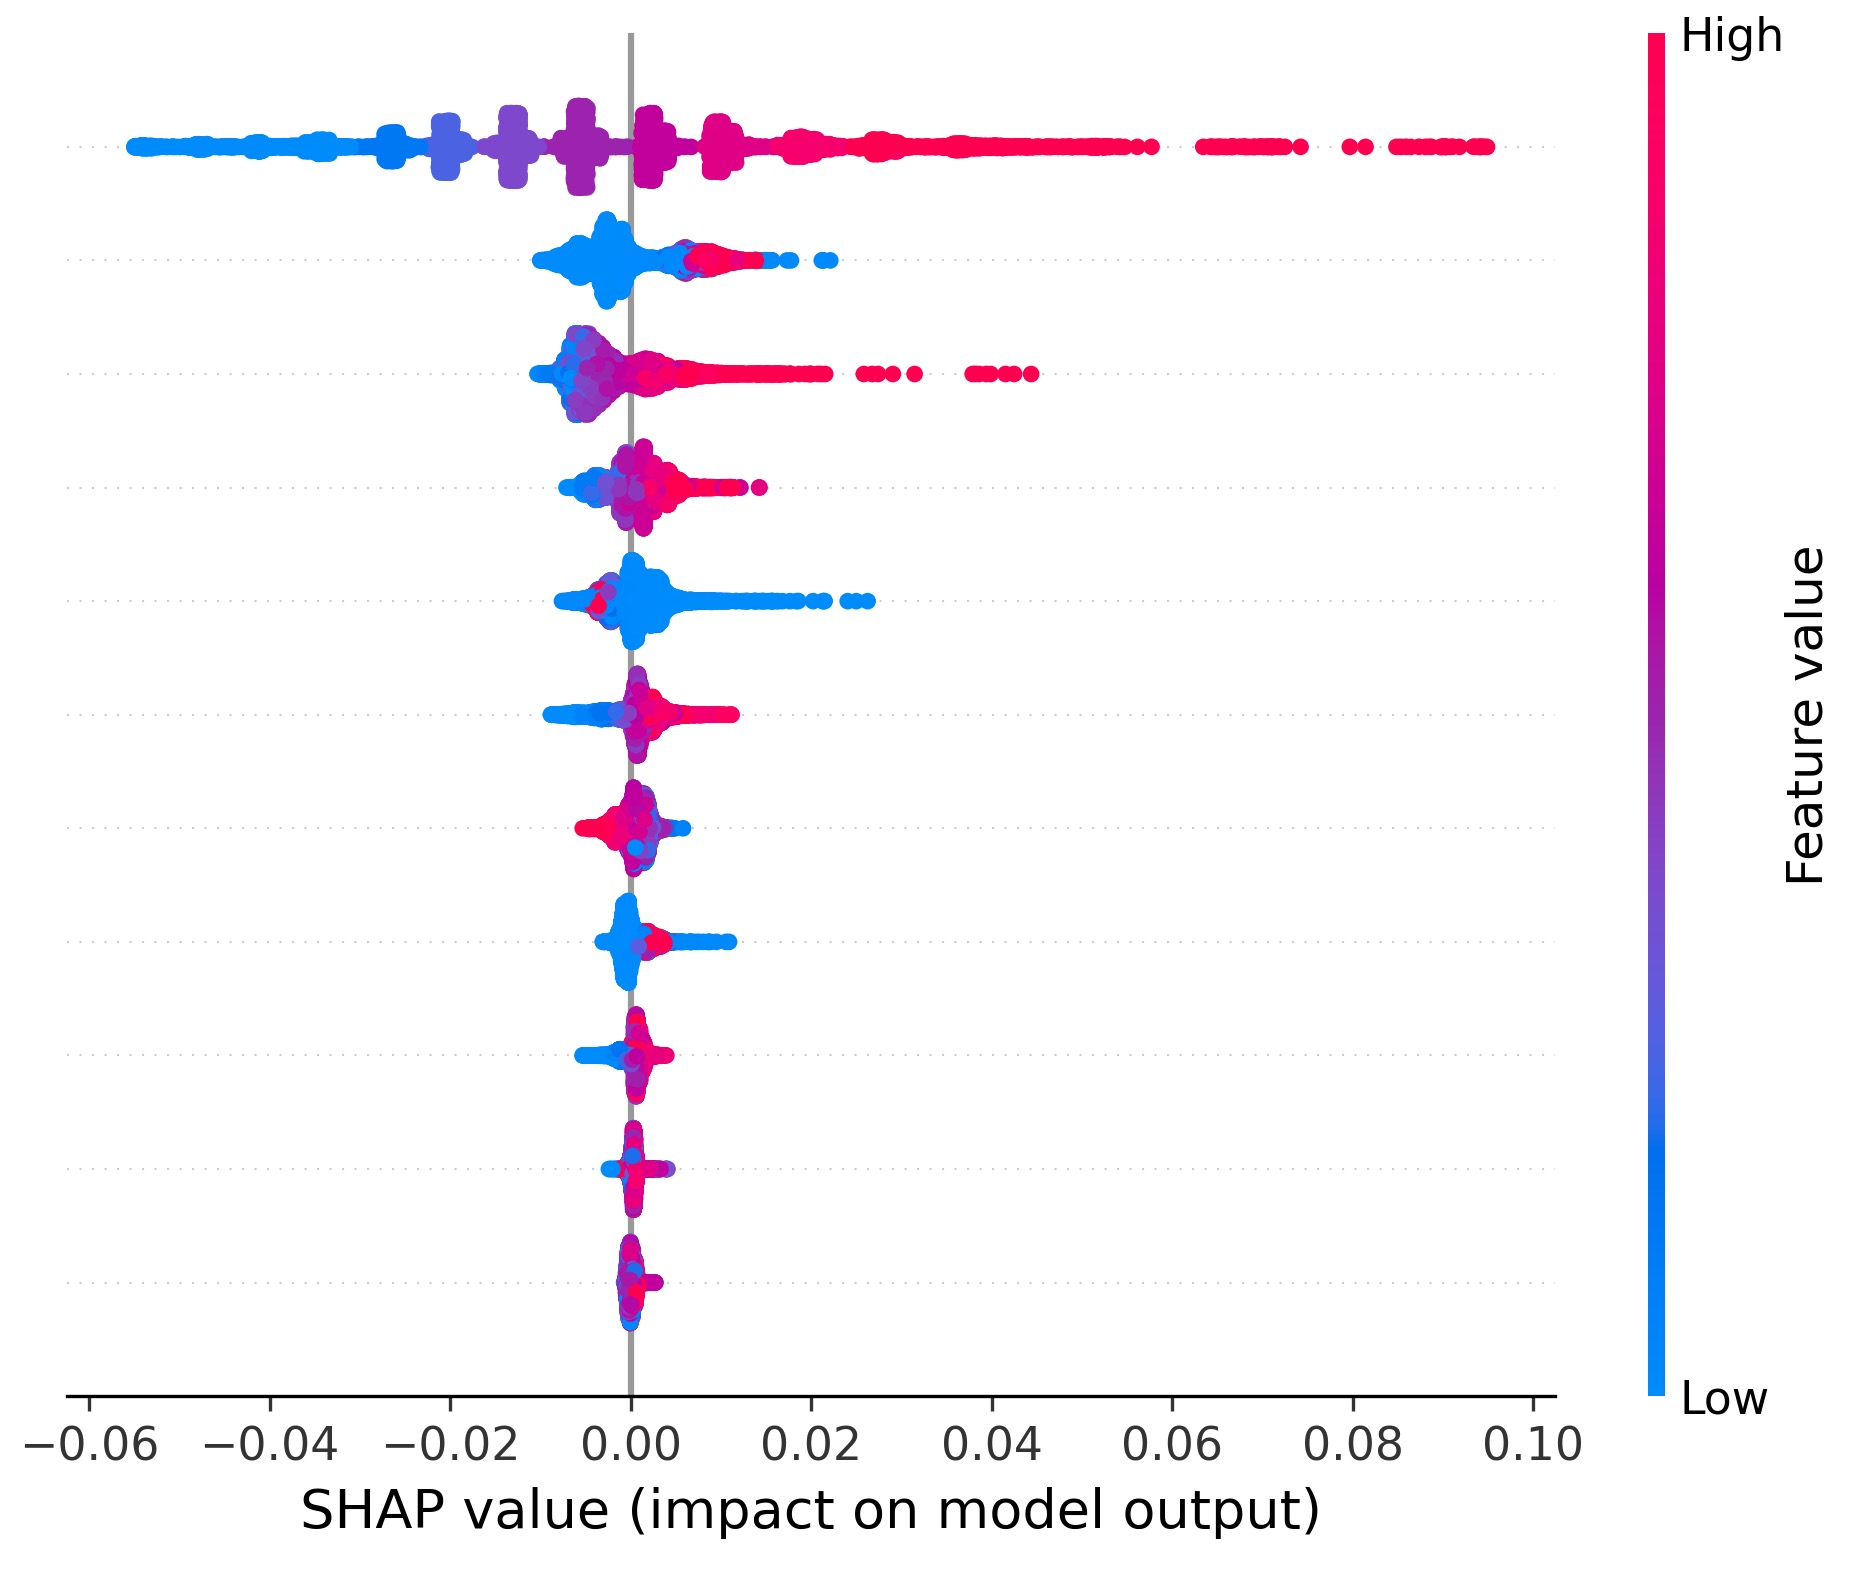 High
Feature value
Low
−0.06 −0.04 −0.02 0.00 0.02 0.04 0.06 0.08 0.10
SHAP value (impact on model output)